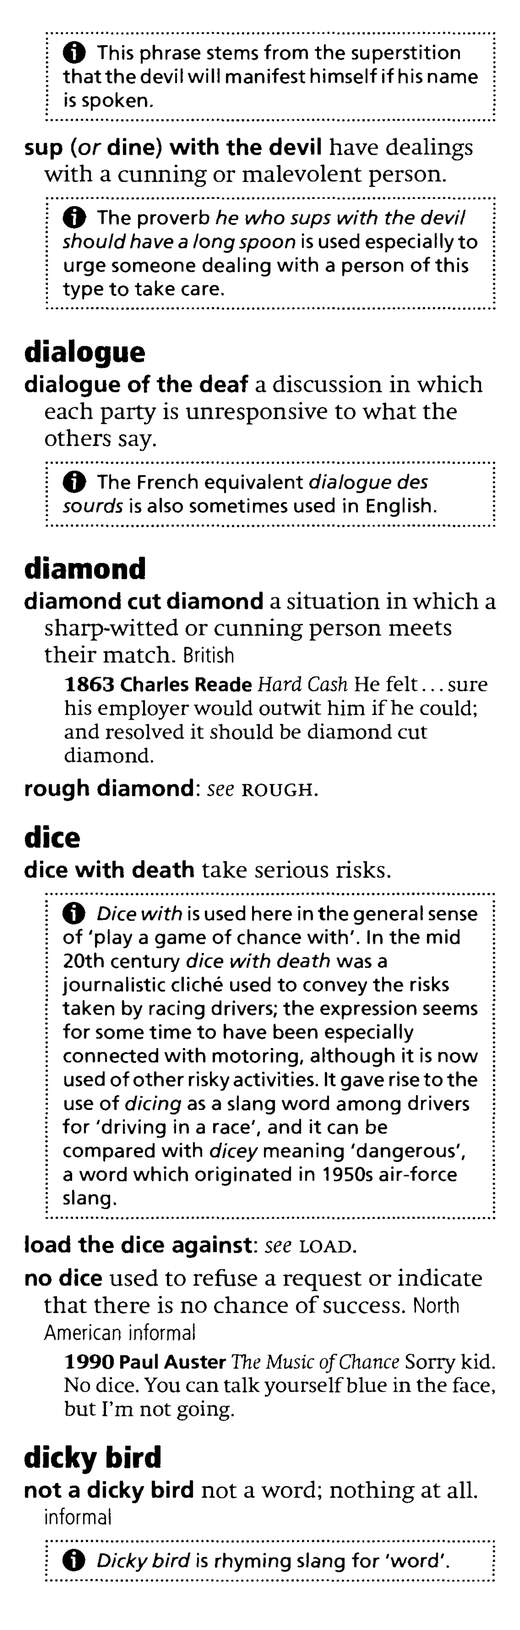 This phrase stems from the superstition
that the devil will manifest himself if his name
is spoken.
sup (or dine) with the devil have dealings
with a cunning or malevolent person.
The proverb he who sups with the devil
should have a long spoon is used especially to
urge someone dealing with a person of this
type to take care.
dialogue
dialogue of the deaf a discussion in which
each party is unresponsive to what the
others say.
The French equivalent dialogue des
sourds is also sometimes used in English.
diamond
diamond cut diamond a situation in which a
sharp-witted or cunning person meets
their match. British
1863 Charles Reade Hard Cash He felt…sure
his employer would outwit him if he could;
and resolved it should be diamond cut
diamond.
rough diamond: see ROUGH.
dice
dice with death take serious risks.
Dice with is used here in the general sense
of 'play a game of chance with'. In the mid
20th century dice with death was a
journalistic cliché used to convey the risks
taken by racing drivers; the expression seems
for some time to have been especially
connected with motoring, although it is now
used of other risky activities. It gave rise to the
use of dicing as a slang word among drivers
for 'driving in a race', and it can be
compared with dicey meaning 'dangerous',
a word which originated in 1950s air-force
slang.
load the dice against: see LOAD.
no dice used to refuse a request or indicate
that there is no chance of success. North
American informal
1990 Paul Auster The Music of Chance Sorry kid.
No dice. You can talk yourself blue in the face,
but I'm not going.
dicky bird
not a dicky bird not a word; nothing at all.
informal
Dicky bird is rhyming slang for 'word'.